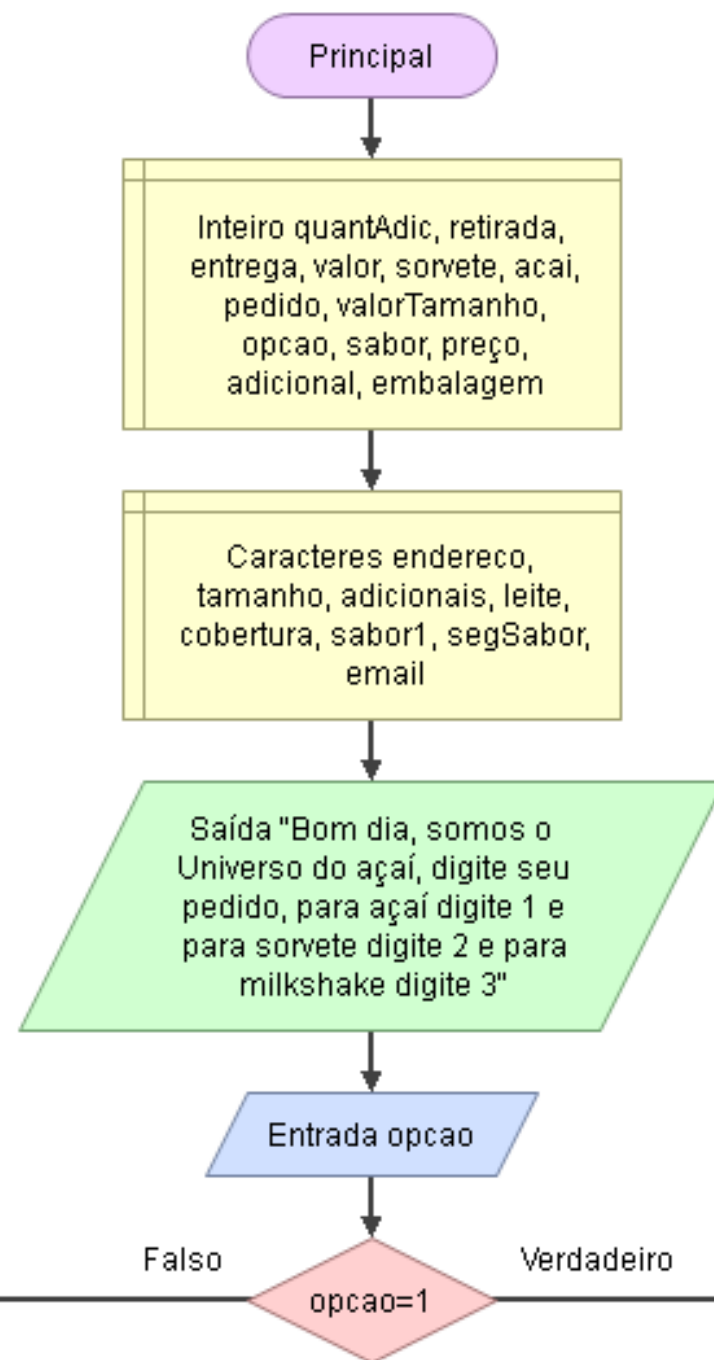 Principal
Inteiro quantAdic, retirada,
entrega, valor, sorvete, acai,
pedido, valorTamanho,
opcao, sabor, preço,
adicional, embalagem
Caracteres endereco,
tamanho, adicionais, leite,
cobertura, sabor1, segSabor,
email
Saída "Bom dia, somos o
Universo do açaí, digite seu
pedido, para açaí digite 1 e
para sorvete digite 2 e para
milkshake digite 3"
Entrada opcao
Falso
Verdadeiro
opcao=1